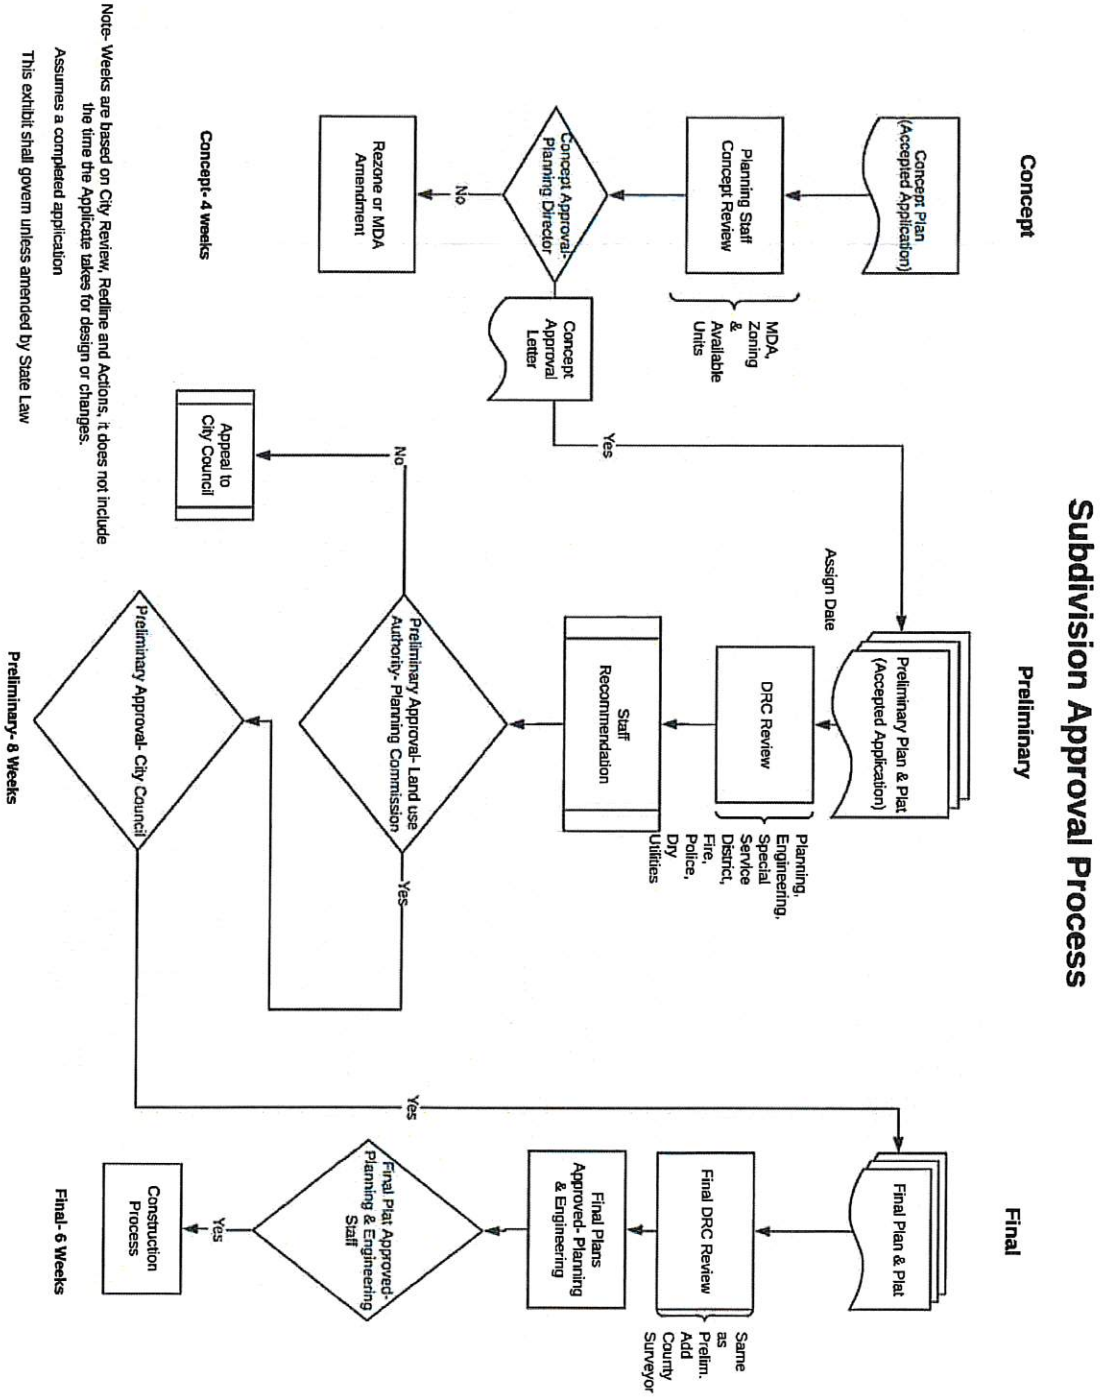 Subdivision Approval Process
Concept
Concept Plan
(Accepted Application)
Planning Staff
Concept Review
MDA,
Zoning
&
Available
Units
Concept Approval-
Planning Director
No
Rezone or MDA
Amendment
Concept
Approval
Letter
Yes
Concept- 4 weeks
Preliminary
Preliminary Plan & Plat
(Accepted Application)
Assign Date
DRC Review
Planning,
Engineering,
Special
Service
District,
Fire,
Police,
Dry
Utilities
Staff
Recommendation
Preliminary Approval- Land use
Authority- Planning Commission
No
Appeal to
City Council
Yes
Preliminary Approval- City Council
Yes
Preliminary- 8 Weeks
Final
Final Plan & Plat
Final DRC Review
Same
as
Prelim.
Add
County
Surveyor
Final Plans
Approved- Planning
& Engineering
Final Plat Approved-
Planning & Engineering
Staff
Yes
Construction
Process
Final- 6 Weeks
Note- Weeks are based on City Review, Redline and Actions, it does not include
the time the Applicate takes for design or changes.
Assumes a completed application
This exhibit shall govern unless amended by State Law